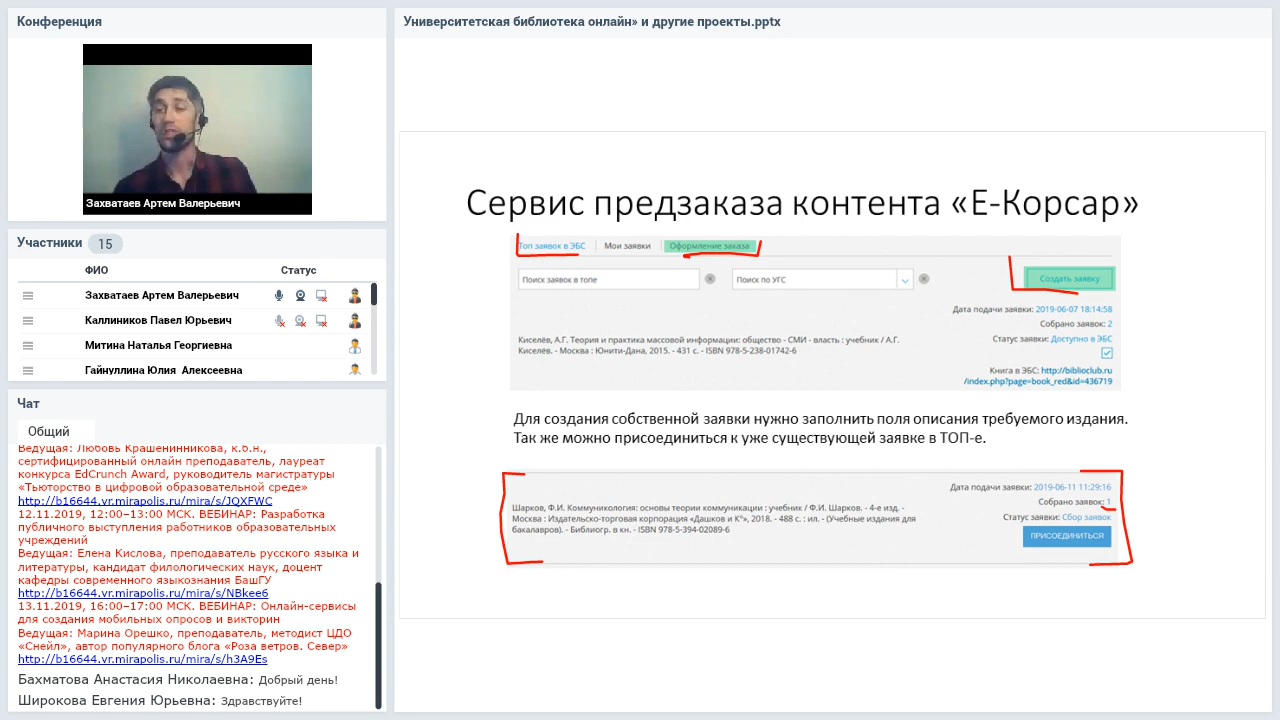 Конференция
Захватаев Артем Валерьевич
Участники 15
ФИО Статус
Захватаев Артем Валерьевич
Каллиников Павел Юрьевич
Митина Наталья Георгиевна
Гайнуллина Юлия Алексеевна
Чат
Общий
Ведущая: Любовь Крашенинникова, к.б.н.,
сертифицированный онлайн преподаватель, лауреат
конкурса EdCrunch Award, руководитель магистратуры
«Тьюторство в цифровой образовательной среде»
http://b16644.vr.mirapolis.ru/mira/s/JQXFWC
12.11.2019, 12:00–13:00 МСК. ВЕБИНАР: Разработка
публичного выступления работников образовательных
учреждений
Ведущая: Елена Кислова, преподаватель русского языка и
литературы, кандидат филологических наук, доцент
кафедры современного языкознания БашГУ
http://b16644.vr.mirapolis.ru/mira/s/NBkee6
13.11.2019, 16:00–17:00 МСК. ВЕБИНАР: Онлайн-сервисы
для создания мобильных опросов и викторин
Ведущая: Марина Орешко, преподаватель, методист ЦДО
«Снейл», автор популярного блога «Роза ветров. Север»
http://b16644.vr.mirapolis.ru/mira/s/h3A9Es
Бахматова Анастасия Николаевна: Добрый день!
Широкова Евгения Юрьевна: Здравствуйте!
Университетская библиотека онлайн» и другие проекты.pptx
Сервис предзаказа контента «Е-Корсар»
Топ заявок в ЭБС Мои заявки Оформление заказа
Поиск заявок в топе Поиск по УГС Создать заявку
Дата подачи заявки: 2019-06-07 18:14:58
Собрано заявок: 2
Статус заявки: Доступно в ЭБС
Киселёв, А.Г. Теория и практика массовой информации: общество - СМИ - власть : учебник / А.Г.
Киселёв. - Москва : Юнити-Дана, 2015. - 431 с. - ISBN 978-5-238-01742-6
Книга в ЭБС: http://biblioclub.ru
/index.php?page=book_red&id=436719
Для создания собственной заявки нужно заполнить поля описания требуемого издания.
Так же можно присоединиться к уже существующей заявке в ТОП-е.
Дата подачи заявки: 2019-06-11 11:29:16
Собрано заявок: 1
Статус заявки: Сбор заявок
ПРИСОЕДИНИТЬСЯ
Шарков, Ф.И. Коммуникология: основы теории коммуникации : учебник / Ф.И. Шарков. - 4-е изд. -
Москва : Издательско-торговая корпорация «Дашков и К°», 2018. - 488 с. : ил. - (Учебные издания для
бакалавров). - Библиогр. в кн. - ISBN 978-5-394-02089-6